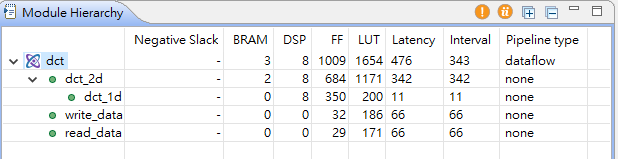 Module Hierarchy
Negative Slack BRAM DSP FF LUT Latency Interval Pipeline type
dct - 3 8 1009 1654 476 343 dataflow
dct_2d - 2 8 684 1171 342 342 none
dct_1d - 0 8 350 200 11 11 none
write_data - 0 0 32 186 66 66 none
read_data - 0 0 29 171 66 66 none